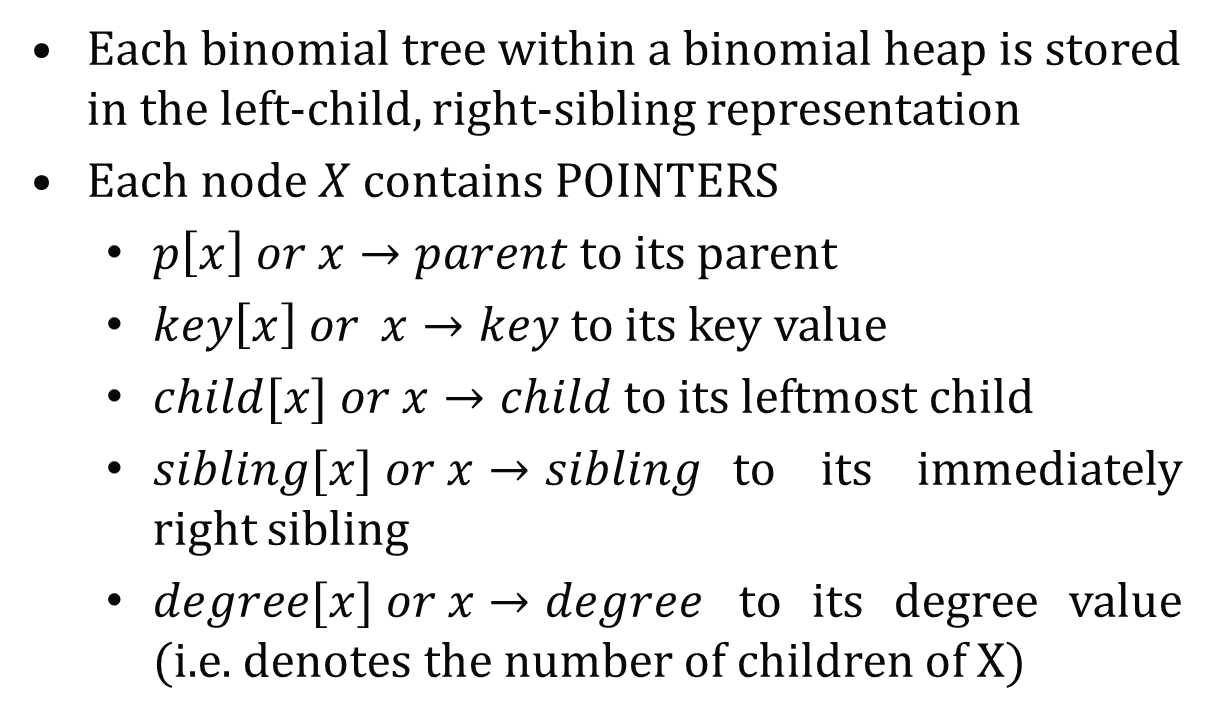 • Each binomial tree within a binomial heap is stored
in the left-child, right-sibling representation
• Each node X contains POINTERS
• p[x] or x → parent to its parent
• key[x] or x → key to its key value
• child[x] or x → child to its leftmost child
• sibling[x] or x → sibling to its immediately
right sibling
• degree[x] or x → degree to its degree value
(i.e. denotes the number of children of X)